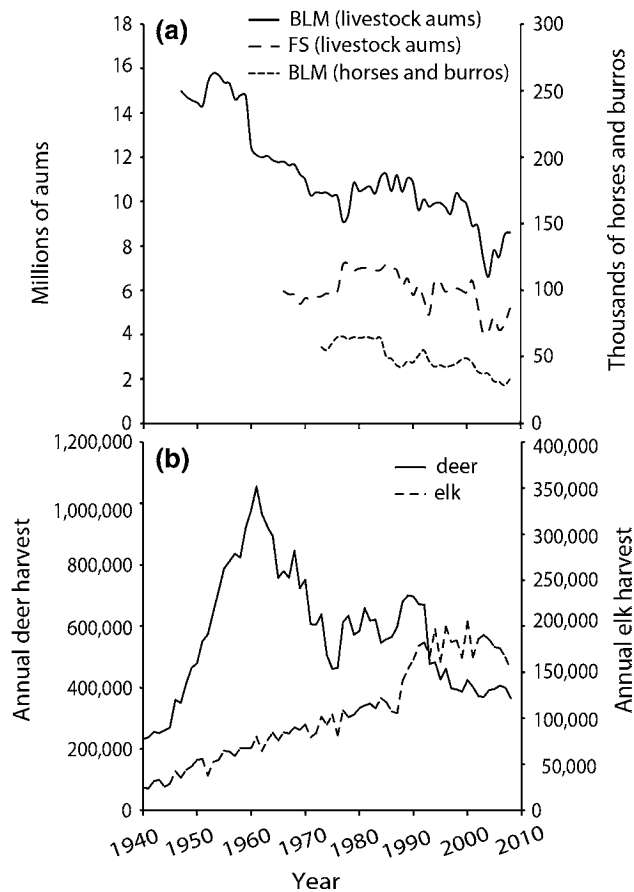 (a)
BLM (livestock aums)
FS (livestock aums)
BLM (horses and burros)
Millions of aums
18
16
14
12
10
8
6
4
2
0
Thousands of horses and burros
300
250
200
150
100
50
0
(b)
deer
elk
Annual deer harvest
1,200,000
1,000,000
800,000
600,000
400,000
200,000
0
Annual elk harvest
400,000
350,000
300,000
250,000
200,000
150,000
100,000
50,000
0
1940 1950 1960 1970 1980 1990 2000 2010
Year